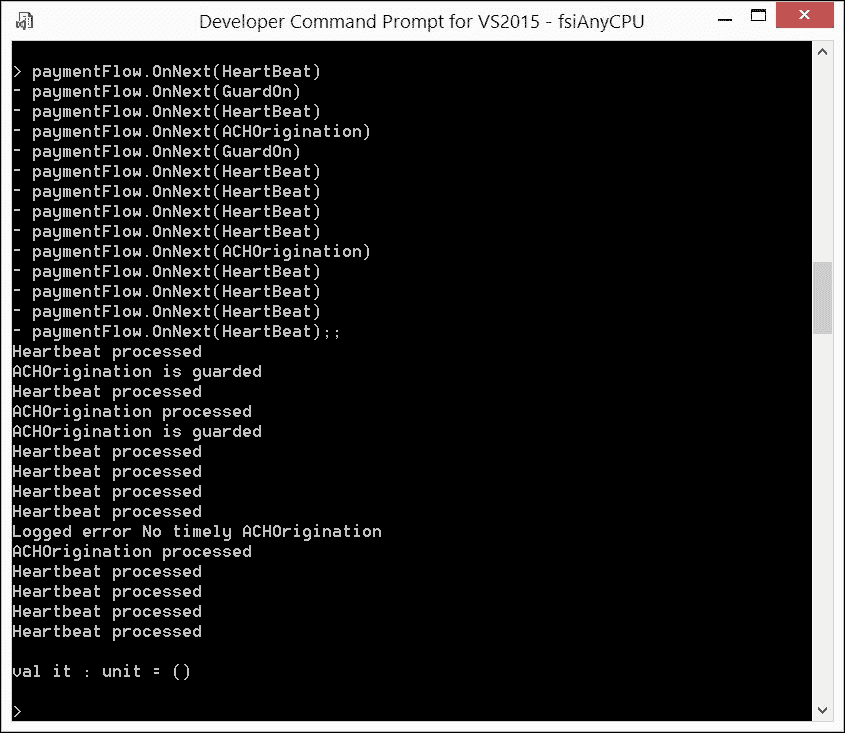 Developer Command Prompt for VS2015 - fsiAnyCPU
> paymentFlow.OnNext(HeartBeat)
- paymentFlow.OnNext(GuardOn)
- paymentFlow.OnNext(HeartBeat)
- paymentFlow.OnNext(ACHOrigination)
- paymentFlow.OnNext(GuardOn)
- paymentFlow.OnNext(HeartBeat)
- paymentFlow.OnNext(HeartBeat)
- paymentFlow.OnNext(HeartBeat)
- paymentFlow.OnNext(HeartBeat)
- paymentFlow.OnNext(ACHOrigination)
- paymentFlow.OnNext(HeartBeat)
- paymentFlow.OnNext(HeartBeat)
- paymentFlow.OnNext(HeartBeat)
- paymentFlow.OnNext(HeartBeat);;
Heartbeat processed
ACHOrigination is guarded
Heartbeat processed
ACHOrigination processed
ACHOrigination is guarded
Heartbeat processed
Heartbeat processed
Heartbeat processed
Heartbeat processed
Logged error No timely ACHOrigination
ACHOrigination processed
Heartbeat processed
Heartbeat processed
Heartbeat processed
Heartbeat processed
val it : unit = ()
>